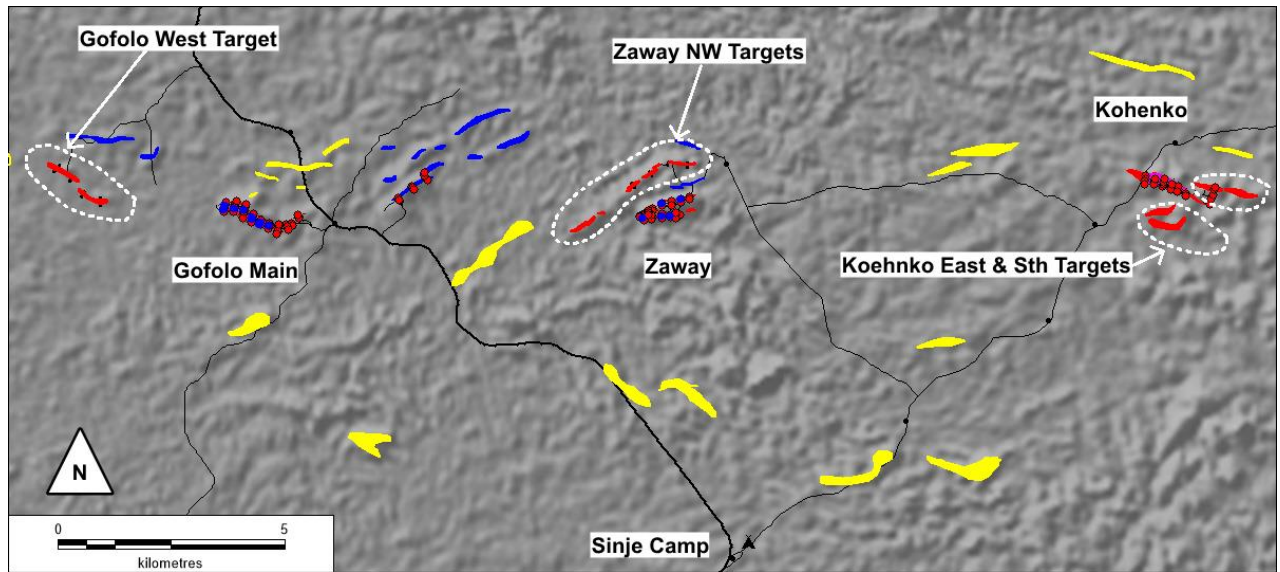 Gofolo West Target
Zaway NW Targets
Kohenko
Gofolo Main
Zaway
Koehnko East & Sth Targets
N
0 5
kilometres
Sinje Camp